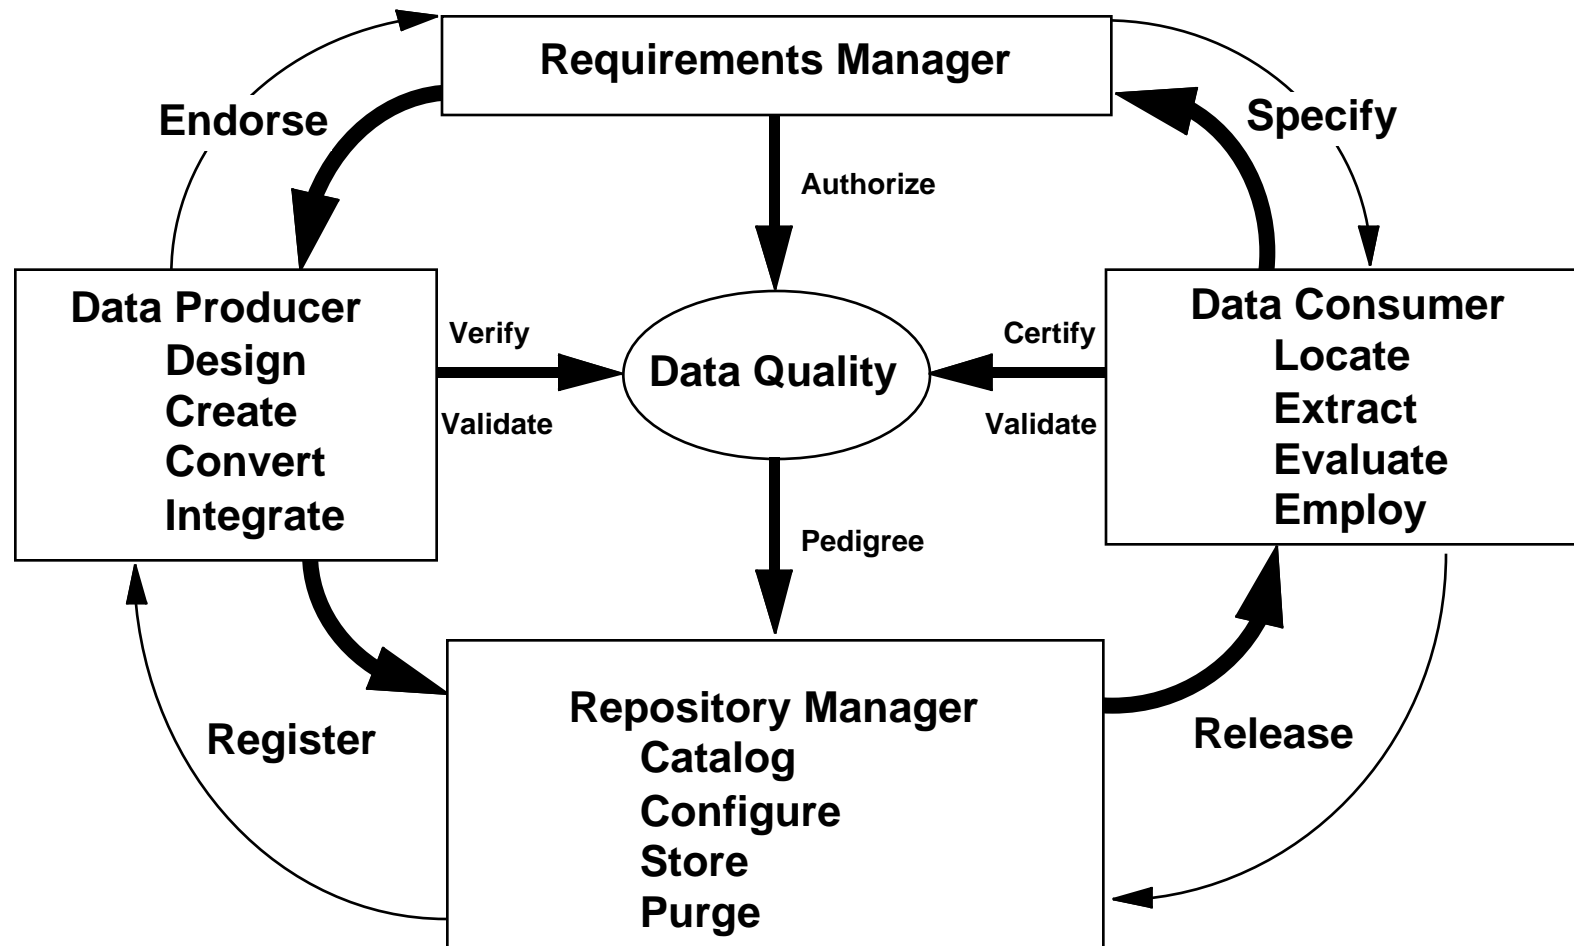 Requirements Manager
Endorse
Specify
Authorize
Data Producer
Design
Create
Convert
Integrate
Verify
Validate
Data Quality
Certify
Validate
Data Consumer
Locate
Extract
Evaluate
Employ
Pedigree
Register
Repository Manager
Catalog
Configure
Store
Purge
Release